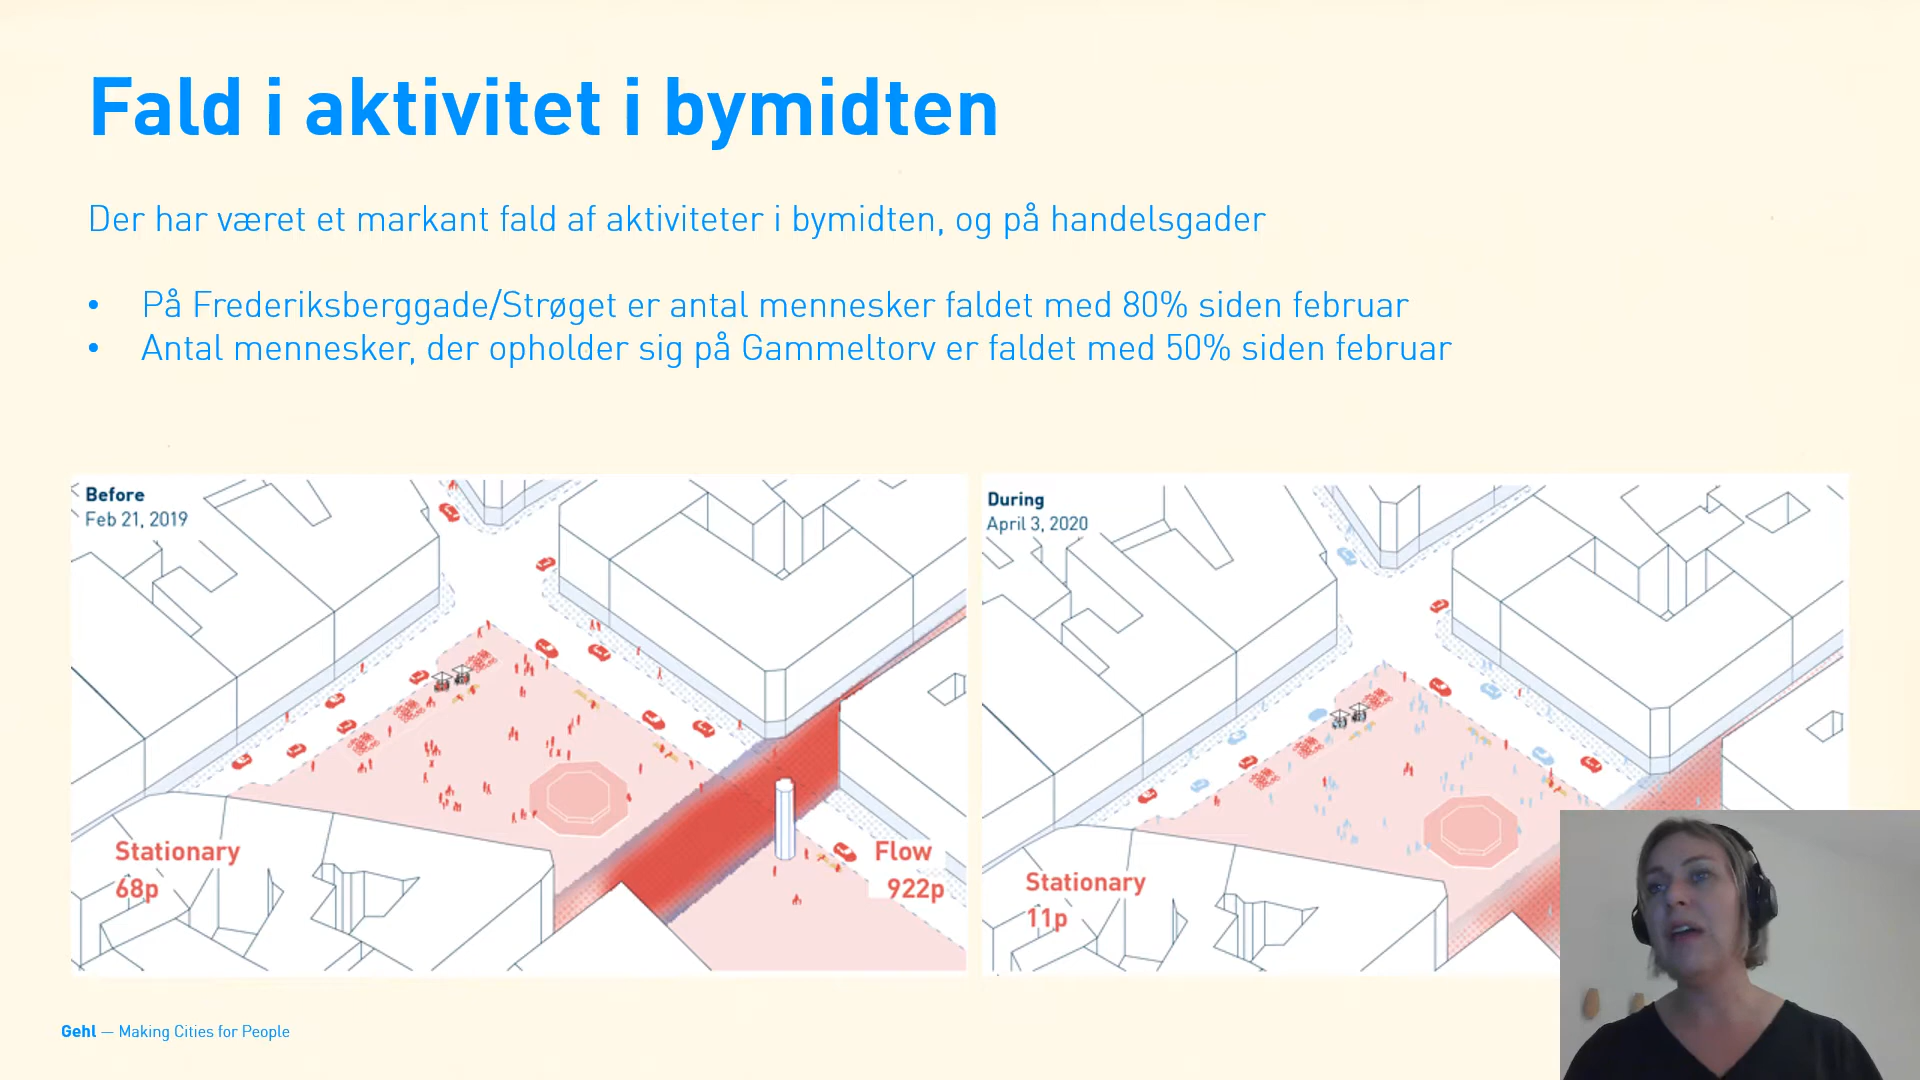 Fald i aktivitet i bymidten
Der har været et markant fald af aktiviteter i bymidten, og på handelsgader
• På Frederiksberggade/Strøget er antal mennesker faldet med 80% siden februar
• Antal mennesker, der opholder sig på Gammeltorv er faldet med 50% siden februar
Before
Feb 21, 2019
Stationary
68p
Flow
922p
During
April 3, 2020
Stationary
11p
Gehl — Making Cities for People